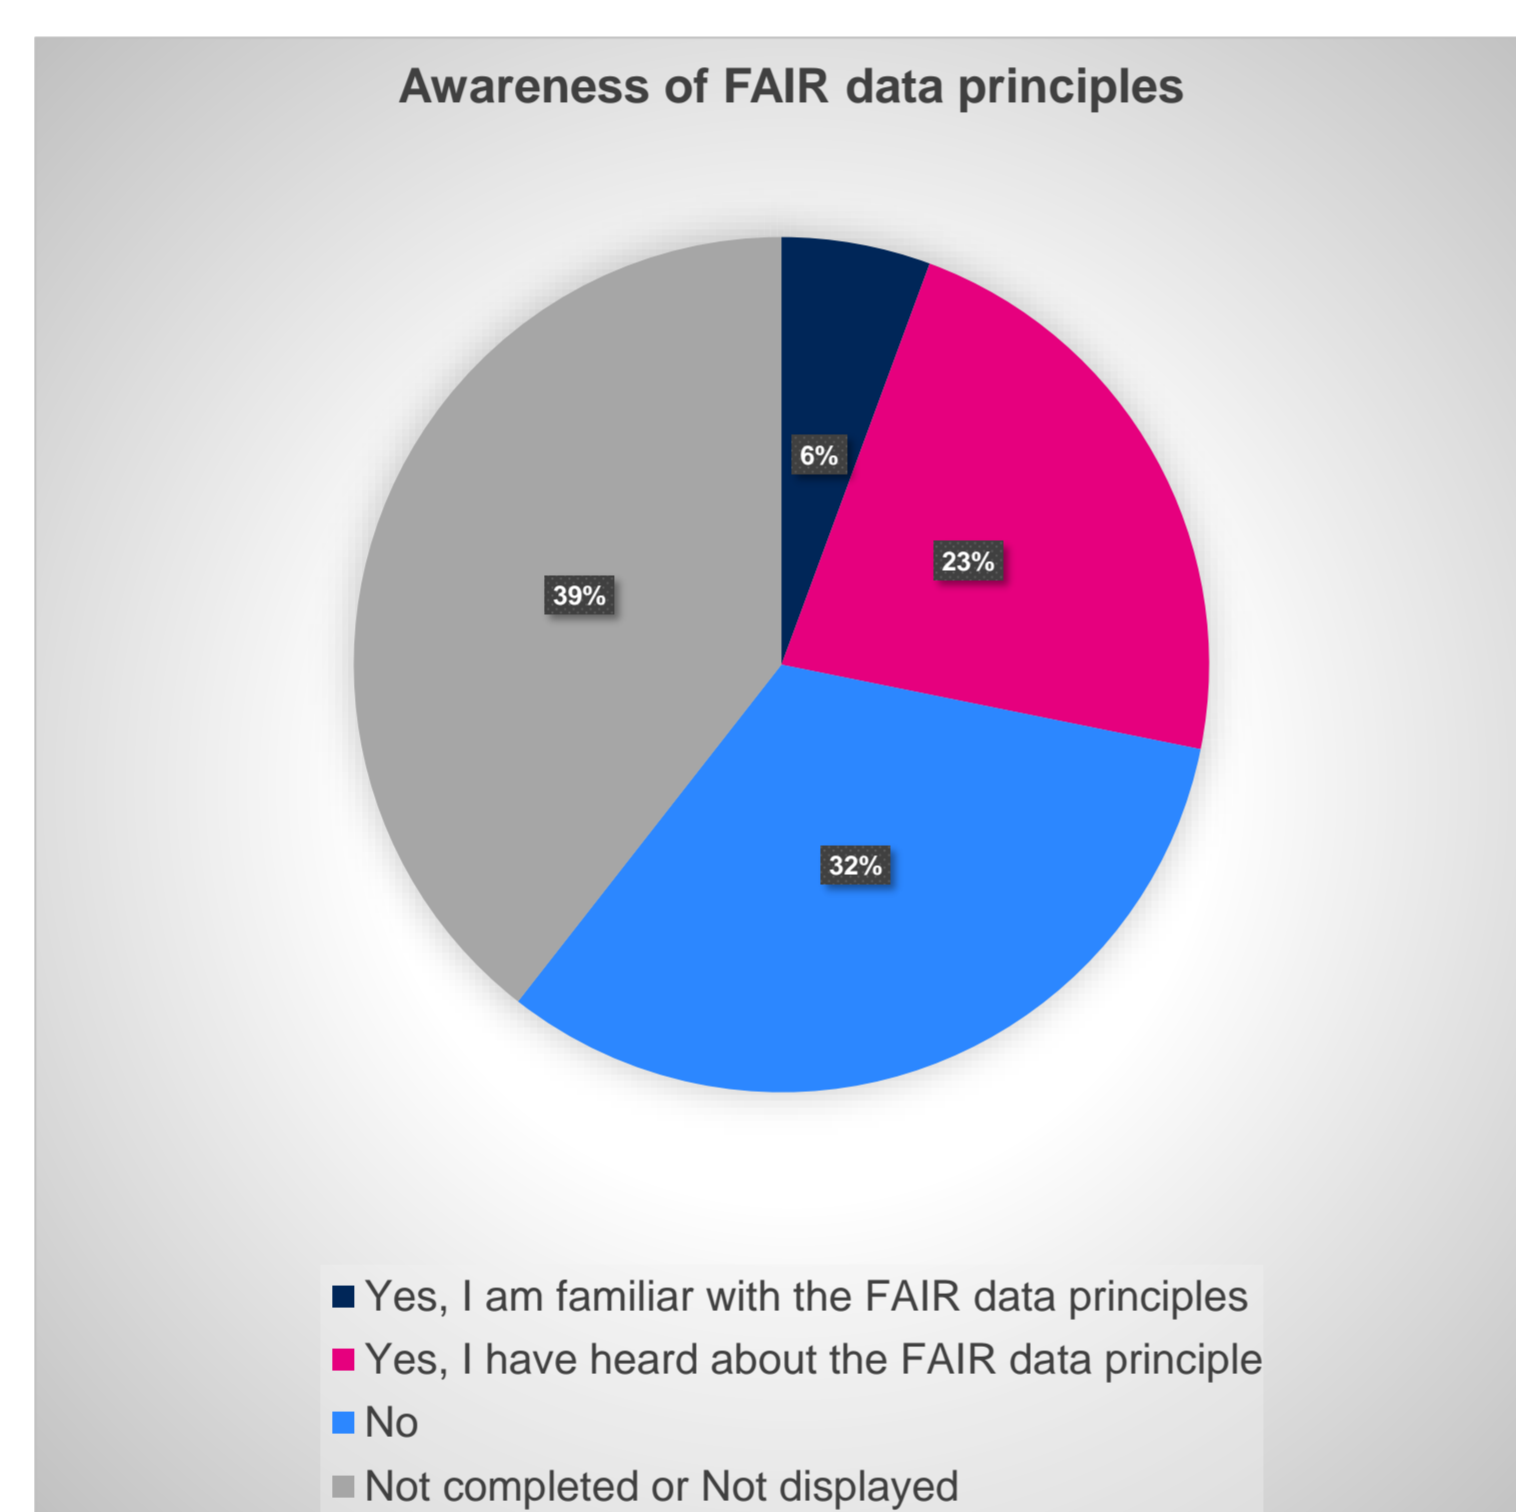 Awareness of FAIR data principles
6%
23%
39%
32%
Yes, I am familiar with the FAIR data principles
Yes, I have heard about the FAIR data principle
No
Not completed or Not displayed